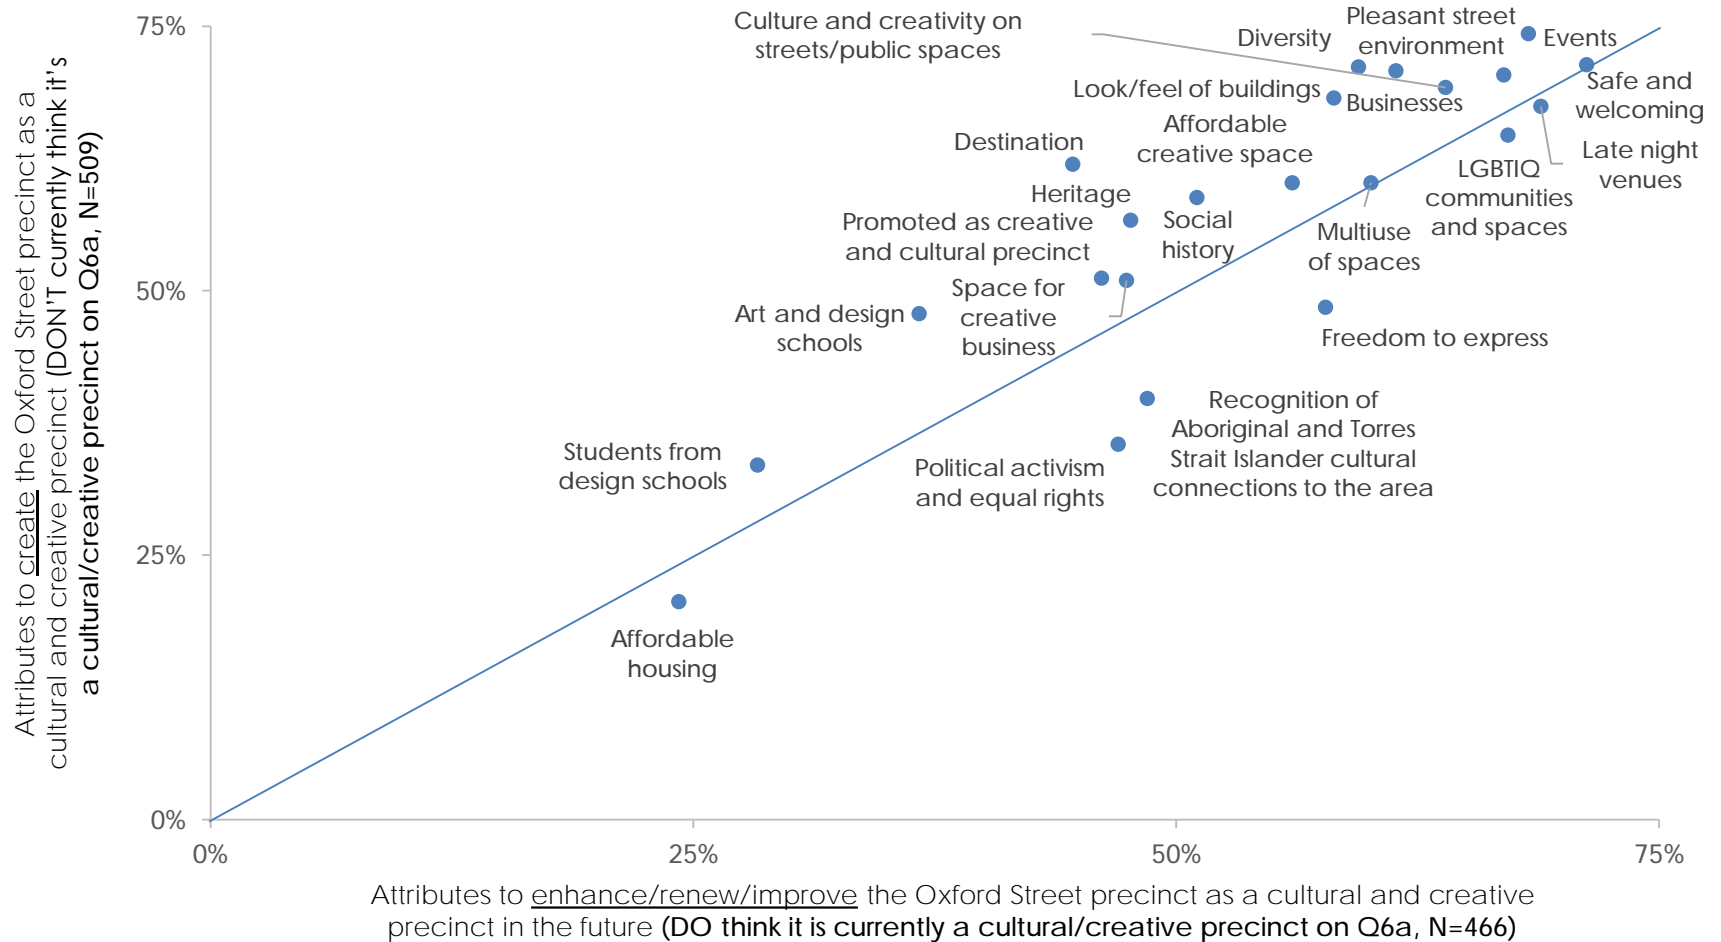 Attributes to create the Oxford Street precinct as a
cultural and creative precinct (DON'T currently think it's
a cultural/creative precinct on Q6a, N=509)
75%
50%
25%
0%
Culture and creativity on
streets/public spaces
Diversity
Pleasant street
environment
Events
Look/feel of buildings
Businesses
Safe and
welcoming
Affordable
creative space
Destination
Late night
venues
LGBTIQ
communities
and spaces
Heritage
Promoted as creative
and cultural precinct
Social
history
Multiuse
of spaces
Space for
creative
business
Art and design
schools
Freedom to express
Recognition of
Aboriginal and Torres
Strait Islander cultural
connections to the area
Students from
design schools
Political activism
and equal rights
Affordable
housing
0%
25%
50%
75%
Attributes to enhance/renew/improve the Oxford Street precinct as a cultural and creative
precinct in the future (DO think it is currently a cultural/creative precinct on Q6a, N=466)